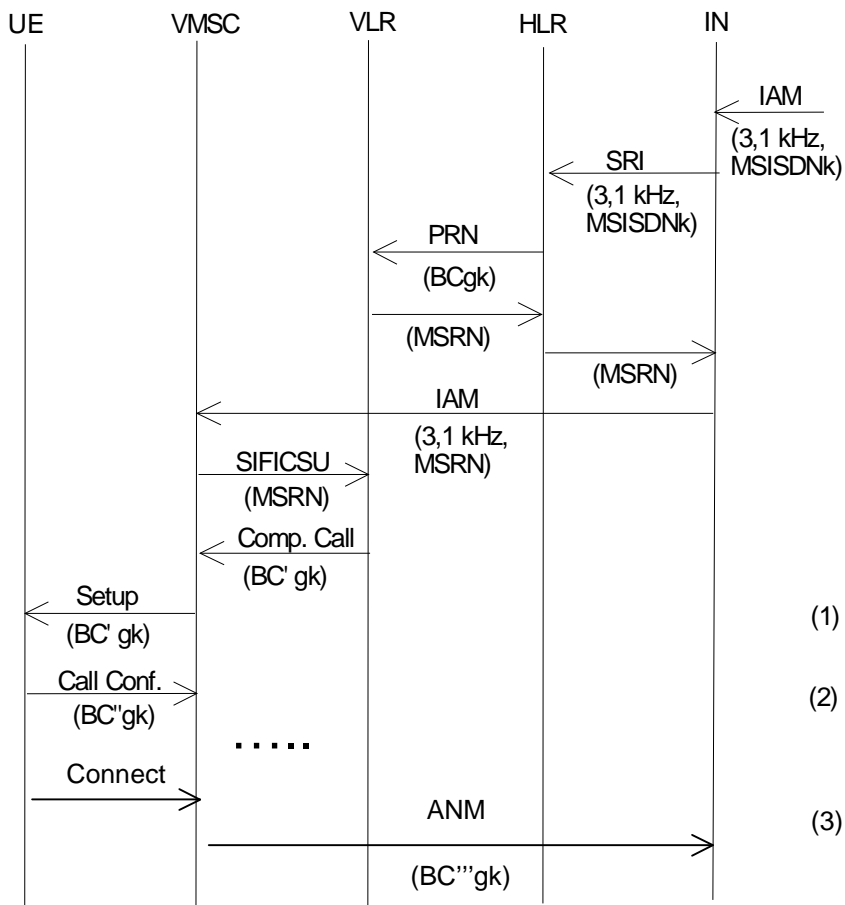 UE VMSC VLR HLR IN
IAM
(3,1 kHz,
MSISDNk)
SRI
(3,1 kHz,
MSISDNk)
PRN
(BCgk)
(MSRN)
(MSRN)
IAM
(3,1 kHz,
MSRN)
SIFICSU
(MSRN)
Comp. Call
(BC' gk)
Setup
(BC' gk)
(1)
Call Conf.
(BC"gk)
(2)
.....
Connect
ANM
(3)
(BC'''gk)